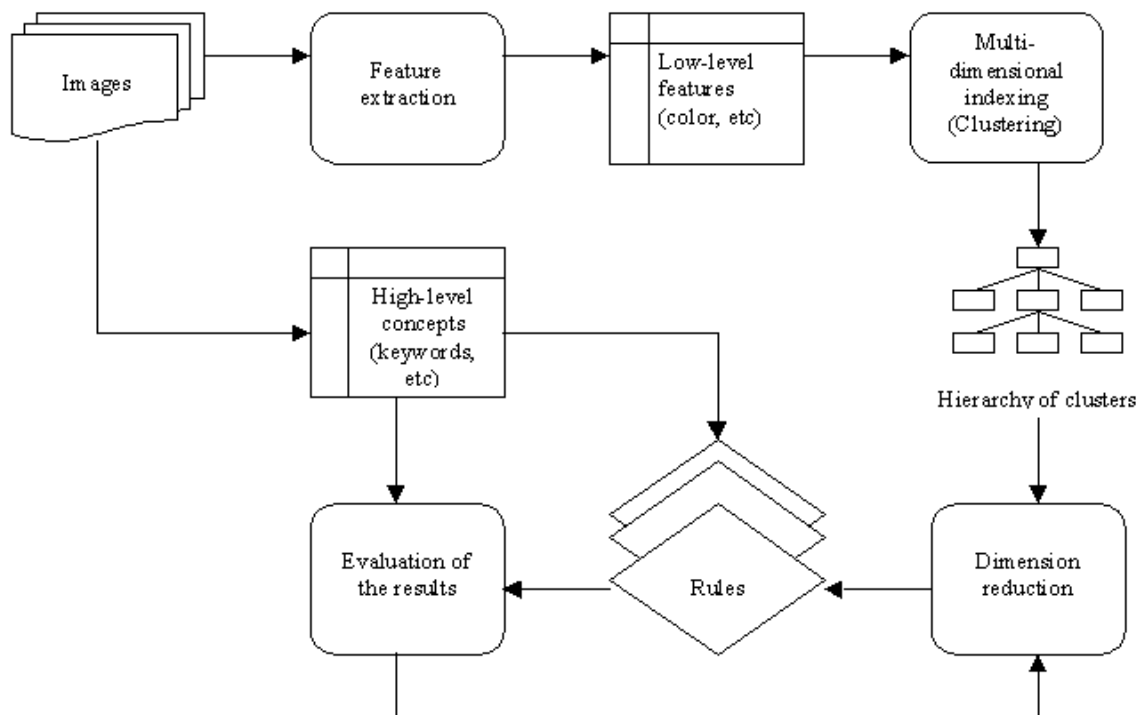 Images
Feature
extraction
Low-level
features
(color, etc)
Multi-
dimensional
indexing
(Clustering)
High-level
concepts
(keywords,
etc)
Hierarchy of clusters
Evaluation of
the results
Rules
Dimension
reduction